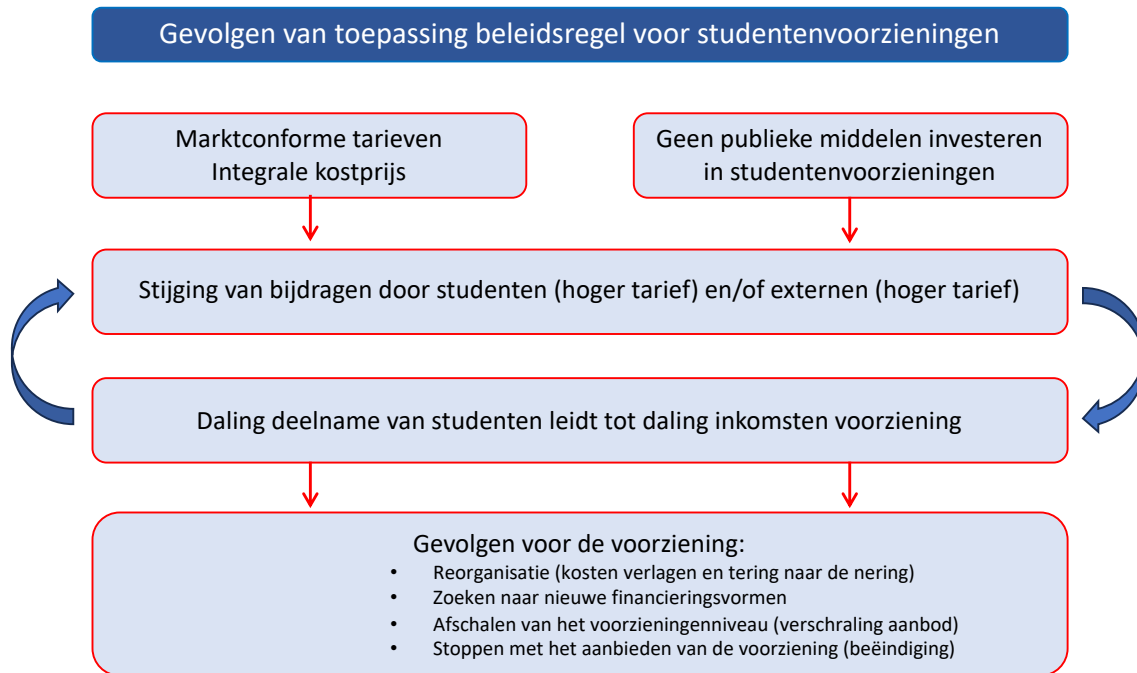 Gevolgen van toepassing beleidsregel voor studentenvoorzieningen
Marktconforme tarieven
Integrale kostprijs
Geen publieke middelen investeren
in studentenvoorzieningen
Stijging van bijdragen door studenten (hoger tarief) en/of externen (hoger tarief)
Daling deelname van studenten leidt tot daling inkomsten voorziening
Gevolgen voor de voorziening:
• Reorganisatie (kosten verlagen en tering naar de nering)
• Zoeken naar nieuwe financieringsvormen
• Afschalen van het voorzieningenniveau (verschraling aanbod)
• Stoppen met het aanbieden van de voorziening (beëindiging)